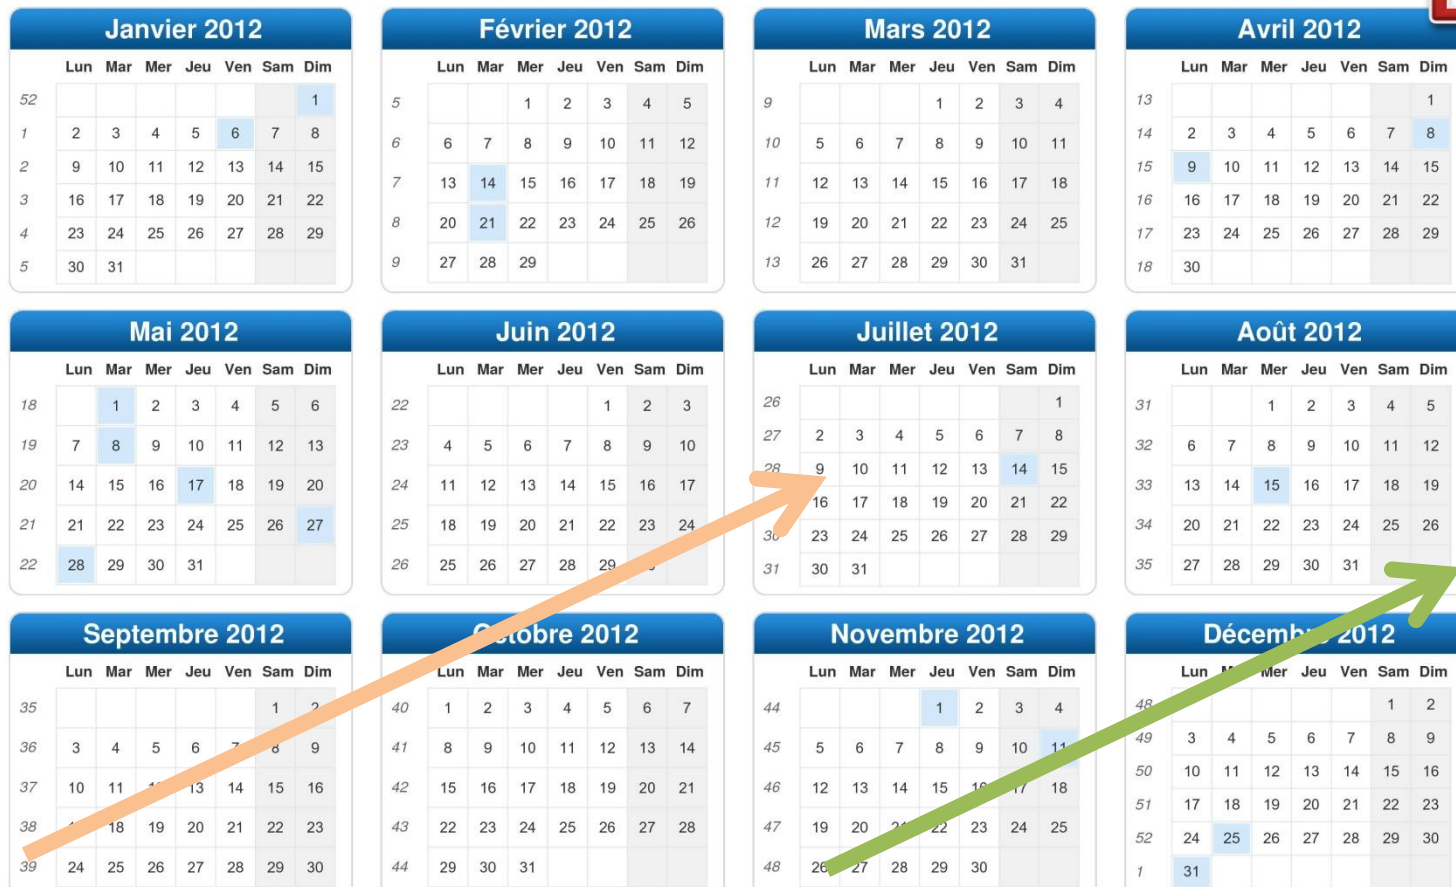 Janvier 2012
Lun Mar Mer Jeu Ven Sam Dim
52 1
1 2 3 4 5 6 7 8
2 9 10 11 12 13 14 15
3 16 17 18 19 20 21 22
4 23 24 25 26 27 28 29
5 30 31
Février 2012
Lun Mar Mer Jeu Ven Sam Dim
5 1 2 3 4 5
6 6 7 8 9 10 11 12
7 13 14 15 16 17 18 19
8 20 21 22 23 24 25 26
9 27 28 29
Mars 2012
Lun Mar Mer Jeu Ven Sam Dim
9 1 2 3 4
10 5 6 7 8 9 10 11
11 12 13 14 15 16 17 18
12 19 20 21 22 23 24 25
13 26 27 28 29 30 31
Avril 2012
Lun Mar Mer Jeu Ven Sam Dim
13 1
14 2 3 4 5 6 7 8
15 9 10 11 12 13 14 15
16 16 17 18 19 20 21 22
17 23 24 25 26 27 28 29
18 30
Mai 2012
Lun Mar Mer Jeu Ven Sam Dim
18 1 2 3 4 5 6
19 7 8 9 10 11 12 13
20 14 15 16 17 18 19 20
21 21 22 23 24 25 26 27
22 28 29 30 31
Juin 2012
Lun Mar Mer Jeu Ven Sam Dim
22 1 2 3
23 4 5 6 7 8 9 10
24 11 12 13 14 15 16 17
25 18 19 20 21 22 23 24
26 25 26 27 28 29
Juillet 2012
Lun Mar Mer Jeu Ven Sam Dim
26 1
27 2 3 4 5 6 7 8
28 9 10 11 12 13 14 15
16 17 18 19 20 21 22
30 23 24 25 26 27 28 29
31 30 31
Août 2012
Lun Mar Mer Jeu Ven Sam Dim
31 1 2 3 4 5
32 6 7 8 9 10 11 12
33 13 14 15 16 17 18 19
34 20 21 22 23 24 25 26
35 27 28 29 30 31
Septembre 2012
Lun Mar Mer Jeu Ven Sam Dim
35 1 2
36 3 4 5 6 7 8 9
37 10 11 13 14 15 16
38 18 19 20 21 22 23
39 24 25 26 27 28 29 30
Octobre 2012
Lun Mar Mer Jeu Ven Sam Dim
40 1 2 3 4 5 6 7
41 8 9 10 11 12 13 14
42 15 16 17 18 19 20 21
43 22 23 24 25 26 27 28
44 29 30 31
Novembre 2012
Lun Mar Mer Jeu Ven Sam Dim
44 1 2 3 4
45 5 6 7 8 9 10 11
46 12 13 14 15 16 17 18
47 19 20 21 22 23 24 25
48 26 27 28 29 30
Décembre 2012
Lun Mer Jeu Ven Sam Dim
48 1 2
49 3 4 5 6 7 8 9
50 10 11 12 13 14 15 16
51 17 18 19 20 21 22 23
52 24 25 26 27 28 29 30
1 31